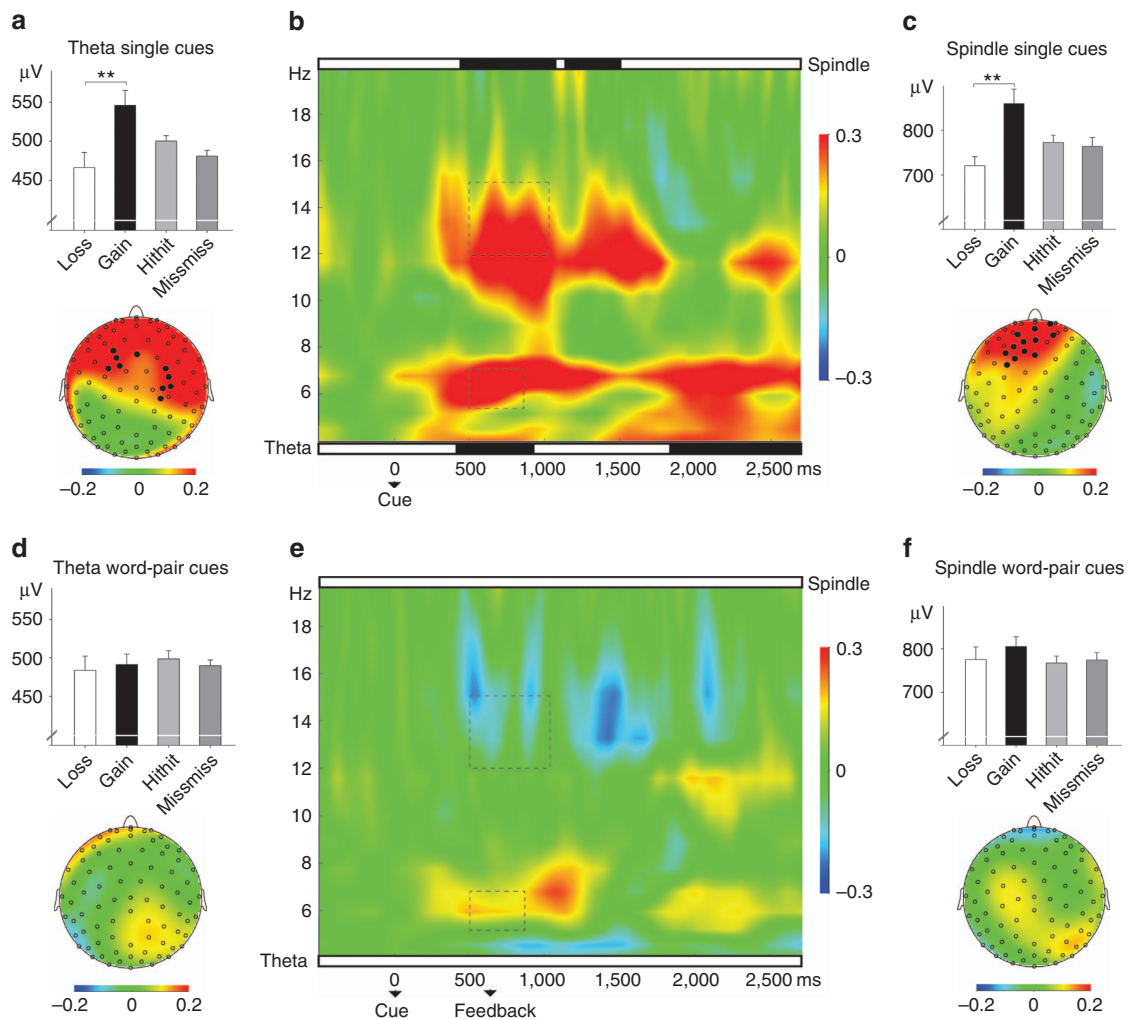 a
Theta single cues
μV
**
550
500
450
Loss
Gain
Hithit
Missmiss
−0.2 0 0.2
b
Hz
Spindle
18
16
14
12
10
8
6
Theta
0.3
0
−0.3
0 500 1,000 1,500 2,000 2,500 ms
Cue
c
Spindle single cues
μV
**
800
700
Loss
Gain
Hithit
Missmiss
−0.2 0 0.2
d
Theta word-pair cues
μV
550
500
450
Loss
Gain
Hithit
Missmiss
−0.2 0 0.2
e
Hz
Spindle
18
16
14
12
10
8
6
Theta
0.3
0
−0.3
0 500 1,000 1,500 2,000 2,500 ms
Cue Feedback
f
Spindle word-pair cues
μV
800
700
Loss
Gain
Hithit
Missmiss
−0.2 0 0.2